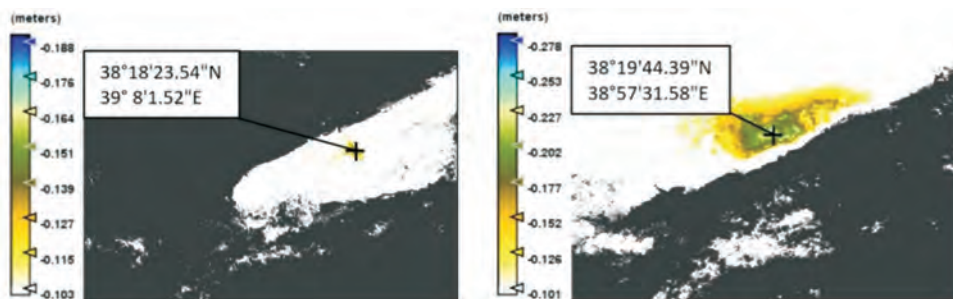 (meters)
-0.188
-0.176
-0.164
-0.151
-0.139
-0.127
-0.115
-0.103
38°18'23.54"N
39° 8'1.52"E
(meters)
-0.278
-0.253
-0.227
-0.202
-0.177
-0.152
-0.126
-0.101
38°19'44.39"N
38°57'31.58"E